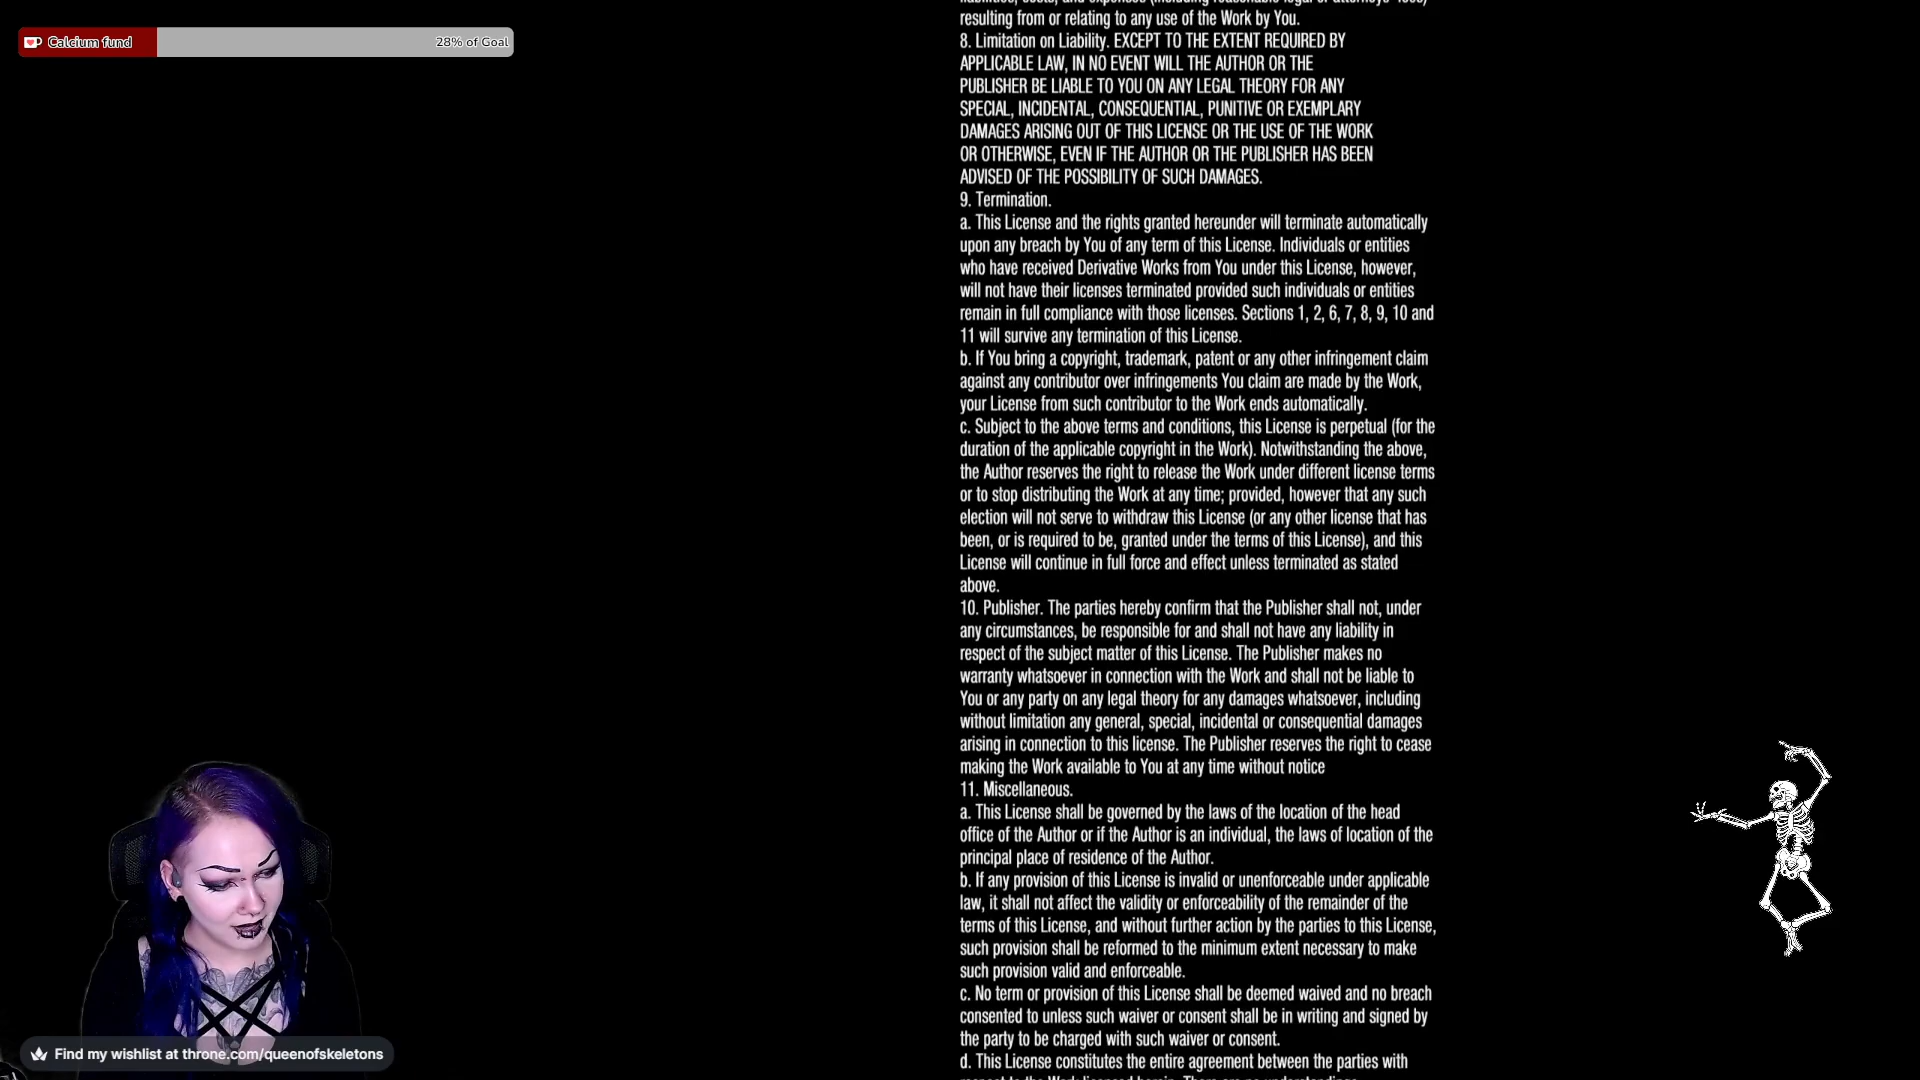 Calcium fund
28% of Goal
resulting from or relating to any use of the Work by You.
8. Limitation on Liability. EXCEPT TO THE EXTENT REQUIRED BY
APPLICABLE LAW, IN NO EVENT WILL THE AUTHOR OR THE
PUBLISHER BE LIABLE TO YOU ON ANY LEGAL THEORY FOR ANY
SPECIAL, INCIDENTAL, CONSEQUENTIAL, PUNITIVE OR EXEMPLARY
DAMAGES ARISING OUT OF THIS LICENSE OR THE USE OF THE WORK
OR OTHERWISE, EVEN IF THE AUTHOR OR THE PUBLISHER HAS BEEN
ADVISED OF THE POSSIBILITY OF SUCH DAMAGES.
9. Termination.
a. This License and the rights granted hereunder will terminate automatically
upon any breach by You of any term of this License. Individuals or entities
who have received Derivative Works from You under this License, however,
will not have their licenses terminated provided such individuals or entities
remain in full compliance with those licenses. Sections 1, 2, 6, 7, 8, 9, 10 and
11 will survive any termination of this License.
b. If You bring a copyright, trademark, patent or any other infringement claim
against any contributor over infringements You claim are made by the Work,
your License from such contributor to the Work ends automatically.
c. Subject to the above terms and conditions, this License is perpetual (for the
duration of the applicable copyright in the Work). Notwithstanding the above,
the Author reserves the right to release the Work under different license terms
or to stop distributing the Work at any time; provided, however that any such
election will not serve to withdraw this License (or any other license that has
been, or is required to be, granted under the terms of this License), and this
License will continue in full force and effect unless terminated as stated
above.
10. Publisher. The parties hereby confirm that the Publisher shall not, under
any circumstances, be responsible for and shall not have any liability in
respect of the subject matter of this License. The Publisher makes no
warranty whatsoever in connection with the Work and shall not be liable to
You or any party on any legal theory for any damages whatsoever, including
without limitation any general, special, incidental or consequential damages
arising in connection to this license. The Publisher reserves the right to cease
making the Work available to You at any time without notice
11. Miscellaneous.
a. This License shall be governed by the laws of the location of the head
office of the Author or if the Author is an individual, the laws of location of the
principal place of residence of the Author.
b. If any provision of this License is invalid or unenforceable under applicable
law, it shall not affect the validity or enforceability of the remainder of the
terms of this License, and without further action by the parties to this License,
such provision shall be reformed to the minimum extent necessary to make
such provision valid and enforceable.
c. No term or provision of this License shall be deemed waived and no breach
consented to unless such waiver or consent shall be in writing and signed by
the party to be charged with such waiver or consent.
d. This License constitutes the entire agreement between the parties with
Find my wishlist at throne.com/queenofskeletons